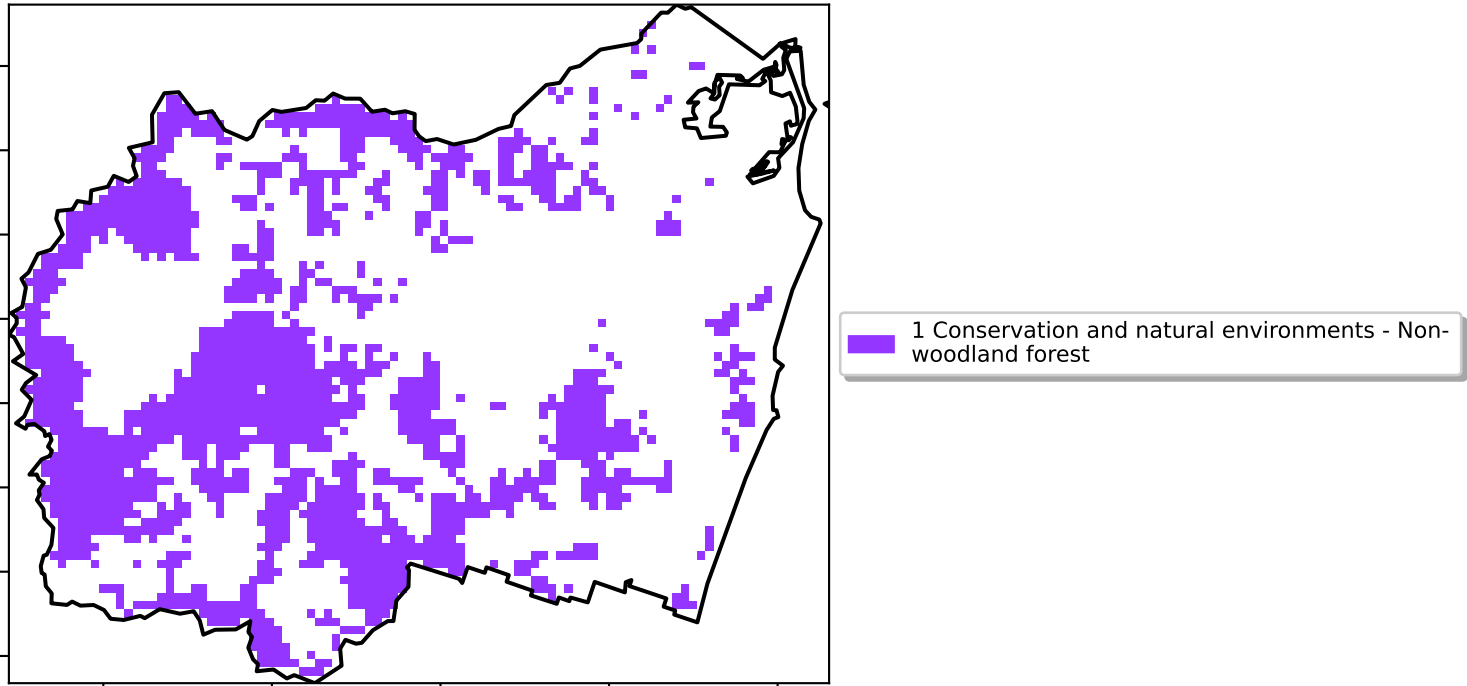 1 Conservation and natural environments - Non-
woodland forest